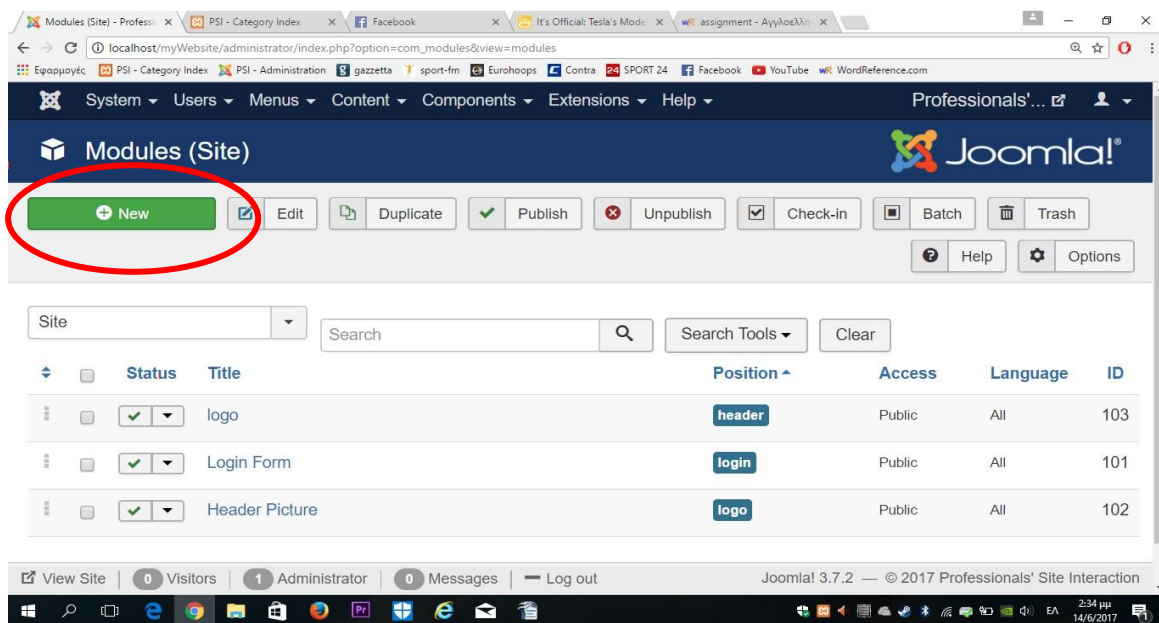 Modules (Site) - Professi
PSI - Category Index
Facebook
It's Official: Tesla's Mode
assignment - Αγγλοελλη
localhost/myWebsite/administrator/index.php?option=com_modules&view=modules
Εφαρμογές PSI - Category Index PSI - Administration gazzetta sport-fm Eurohoops Contra 24 SPORT 24 Facebook YouTube WordReference.com
System Users Menus Content Components Extensions Help Professionals'...
Modules (Site) Joomla!®
New Edit Duplicate Publish Unpublish Check-in Batch Trash
Help Options
Site Search Search Tools Clear
Status Title Position Access Language ID
logo header Public All 103
Login Form login Public All 101
Header Picture logo Public All 102
View Site 0 Visitors 1 Administrator 0 Messages Log out Joomla! 3.7.2 — © 2017 Professionals' Site Interaction
Pr ΕΛ 2:34 μμ
14/6/2017